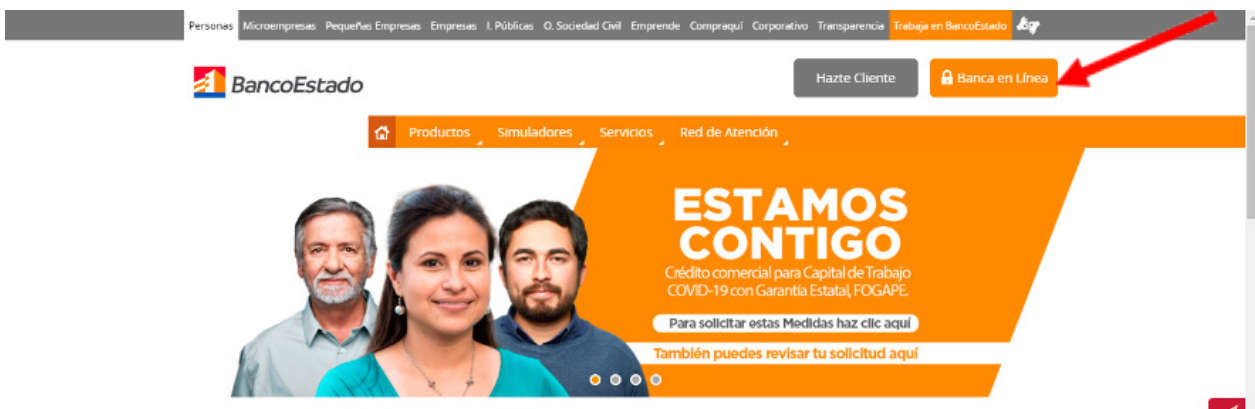 Personas Microempresas Pequeñas Empresas Empresas I. Públicas O. Sociedad Civil Emprende Compraquí Corporativo Transparencia Trabaja en BancoEstado
BancoEstado
Hazte Cliente
Banca en Línea
Productos Simuladores Servicios Red de Atención
ESTAMOS
CONTIGO
Crédito comercial para Capital de Trabajo
COVID-19 con Garantía Estatal, FOGAPE.
Para solicitar estas Medidas haz clic aquí
También puedes revisar tu solicitud aquí